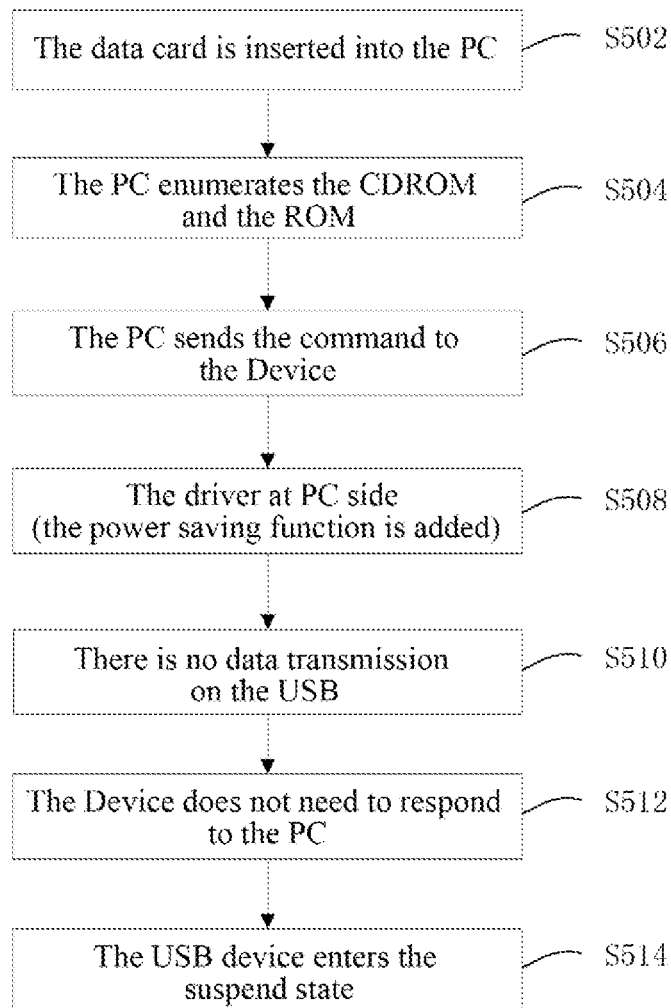 The data card is inserted into the PC
S502
The PC enumerates the CDROM
and the ROM
S504
The PC sends the command to
the Device
S506
The driver at PC side
(the power saving function is added)
S508
There is no data transmission
on the USB
S510
The Device does not need to respond
to the PC
S512
The USB device enters the
suspend state
S514